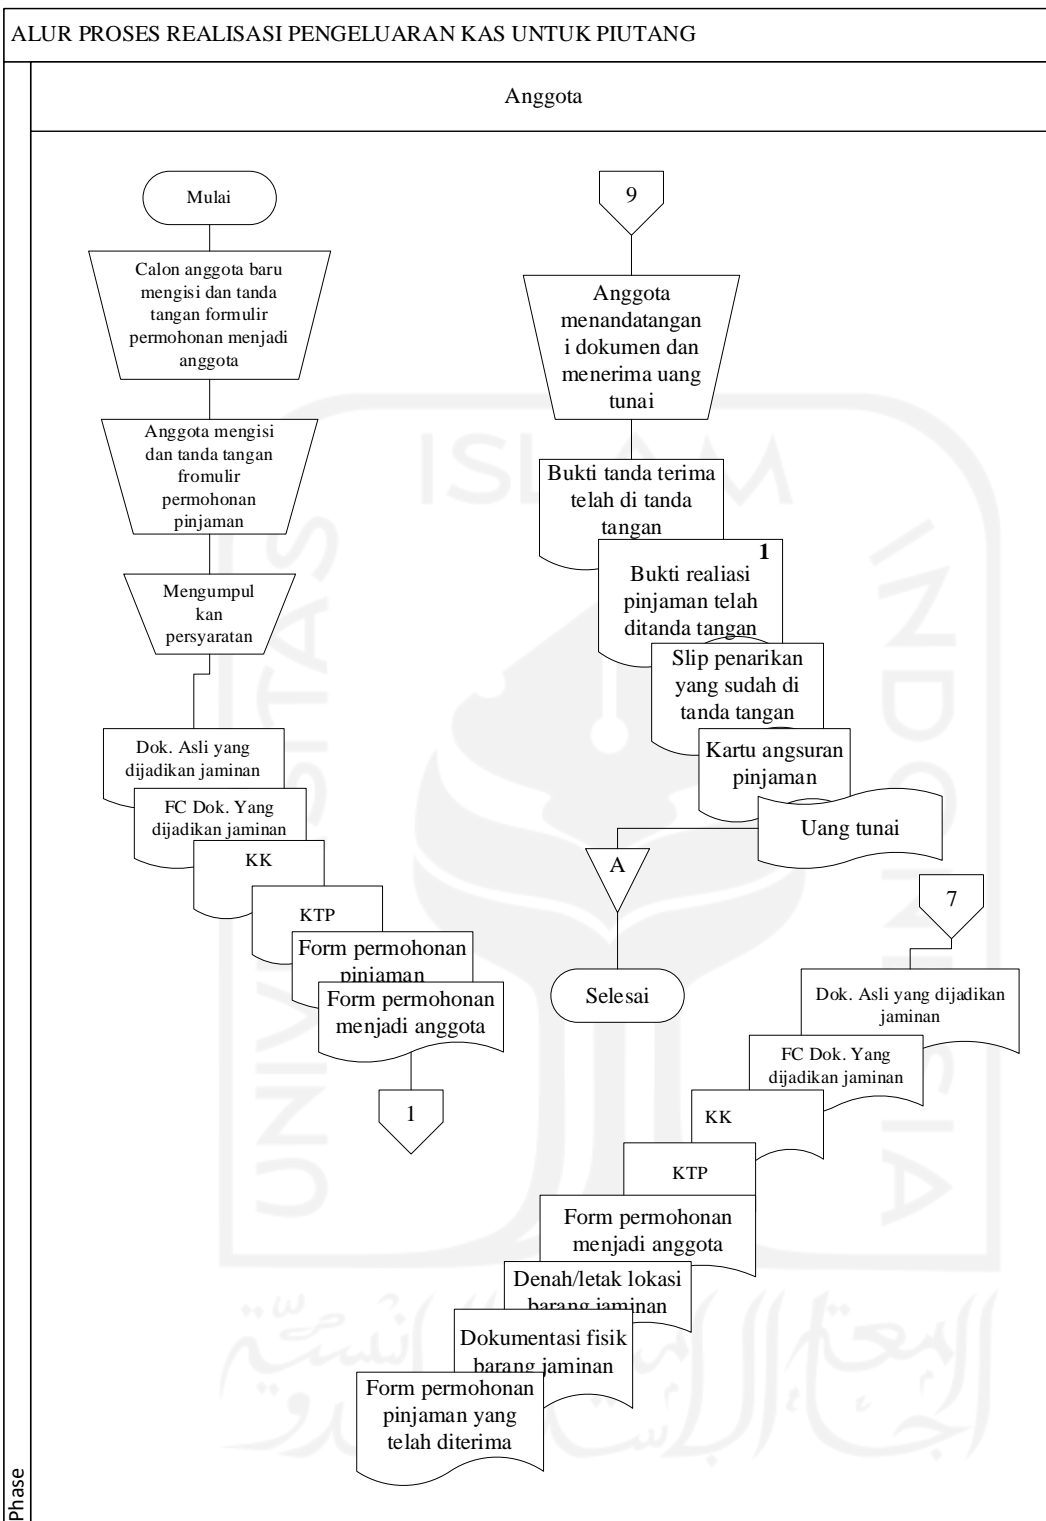 ALUR PROSES REALISASI PENGELUARAN KAS UNTUK PIUTANG
Anggota
Phase
Mulai
Calon anggota baru
mengisi dan tanda
tangan formulir
permohonan menjadi
anggota
Anggota mengisi
dan tanda tangan
fromulir
permohonan
pinjaman
Mengumpul
kan
persyaratan
Dok. Asli yang
dijadikan jaminan
FC Dok. Yang
dijadikan jaminan
KK
KTP
Form permohonan
pinjaman
Form permohonan
menjadi anggota
1
9
Anggota
menandatangan
i dokumen dan
menerima uang
tunai
Bukti tanda terima
telah di tanda
tangan
1
Bukti realiasi
pinjaman telah
ditanda tangan
Slip penarikan
yang sudah di
tanda tangan
Kartu angsuran
pinjaman
Uang tunai
A
Selesai
7
Dok. Asli yang dijadikan
jaminan
FC Dok. Yang
dijadikan jaminan
KK
KTP
Form permohonan
menjadi anggota
Denah/letak lokasi
barang jaminan
Dokumentasi fisik
barang jaminan
Form permohonan
pinjaman yang
telah diterima
UNIVERSITAS
ISLAM
INDONESIA